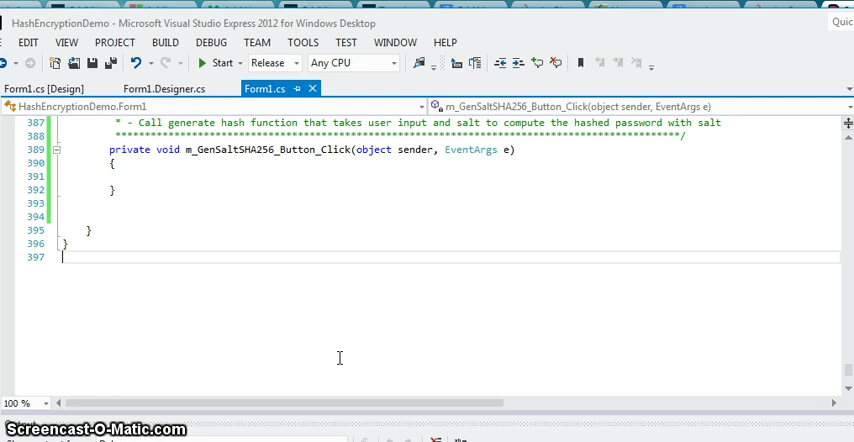 HashEncryptionDemo - Microsoft Visual Studio Express 2012 for Windows Desktop
Quic
EDIT VIEW PROJECT BUILD DEBUG TEAM TOOLS TEST WINDOW HELP
Start Release Any CPU
Form1.cs [Design] Form1.Designer.cs Form1.cs
HashEncryptionDemo.Form1 m_GenSaltSHA256_Button_Click(object sender, EventArgs e)
387 * - Call generate hash function that takes user input and salt to compute the hashed password with salt
388 *************************************************************************************************/
389 private void m_GenSaltSHA256_Button_Click(object sender, EventArgs e)
390 {
391
392 }
393
394
395 }
396 }
397
100 %
Screencast-O-Matic.com